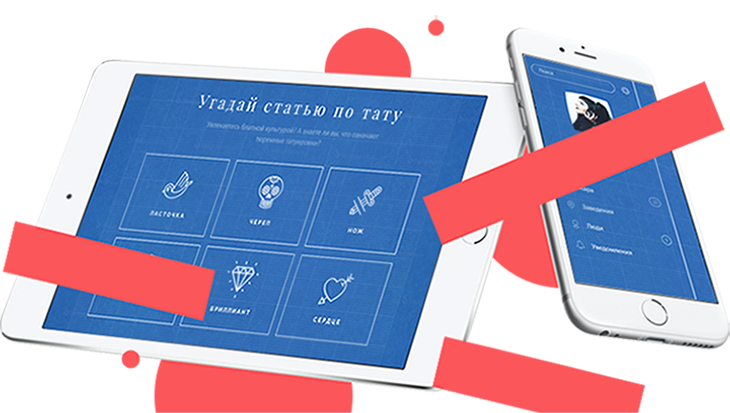 Угадай статью по тату
Увлекаетесь блатной культурой? А знаете ли вы, что означают
тюремные татуировки?
ЛАСТОЧКА
ЧЕРЕП
НОЖ
БРИЛЛИАНТ
СЕРДЦЕ
Поиск
Заведения
Люди
Уведомления